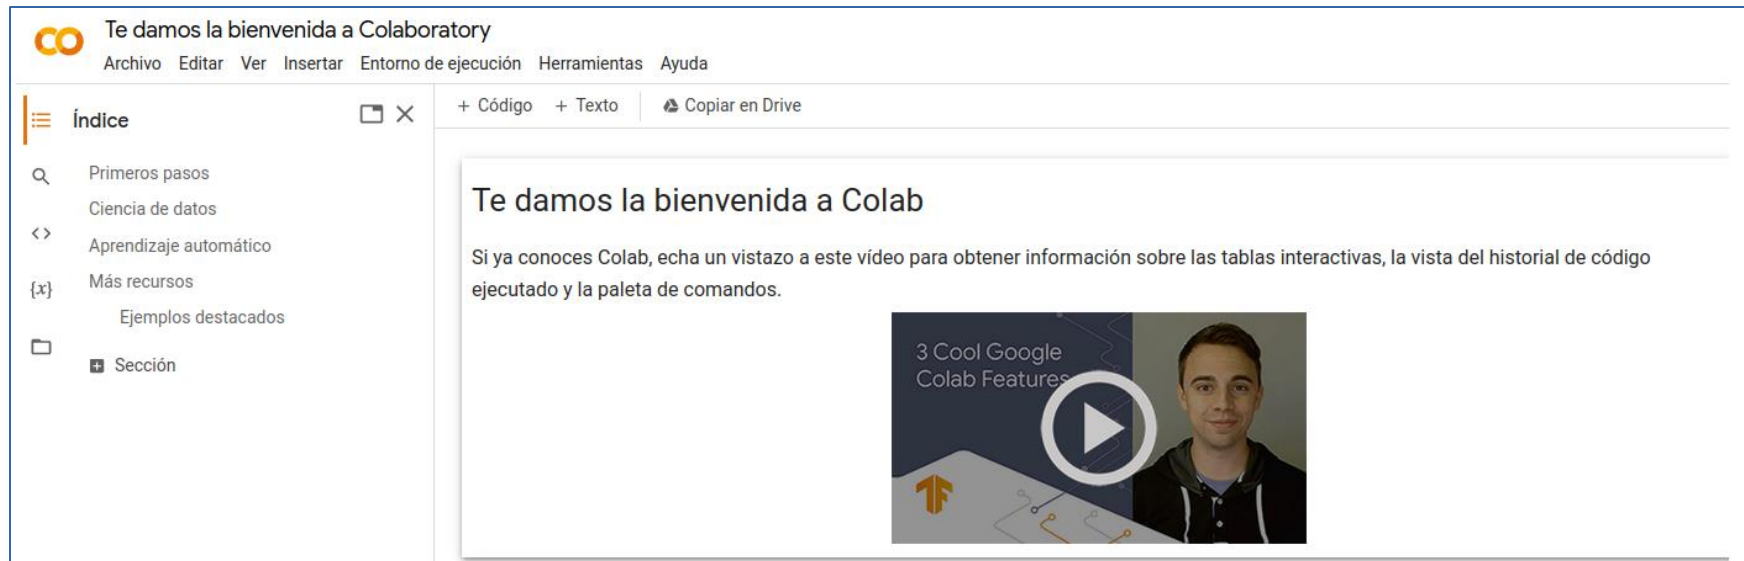 Te damos la bienvenida a Colaboratory
Archivo Editar Ver Insertar Entorno de ejecución Herramientas Ayuda
Índice
+ Código + Texto Copiar en Drive
Primeros pasos
Ciencia de datos
Aprendizaje automático
Más recursos
Ejemplos destacados
Sección
{x}
Te damos la bienvenida a Colab
Si ya conoces Colab, echa un vistazo a este vídeo para obtener información sobre las tablas interactivas, la vista del historial de código
ejecutado y la paleta de comandos.
3 Cool Google
Colab Features